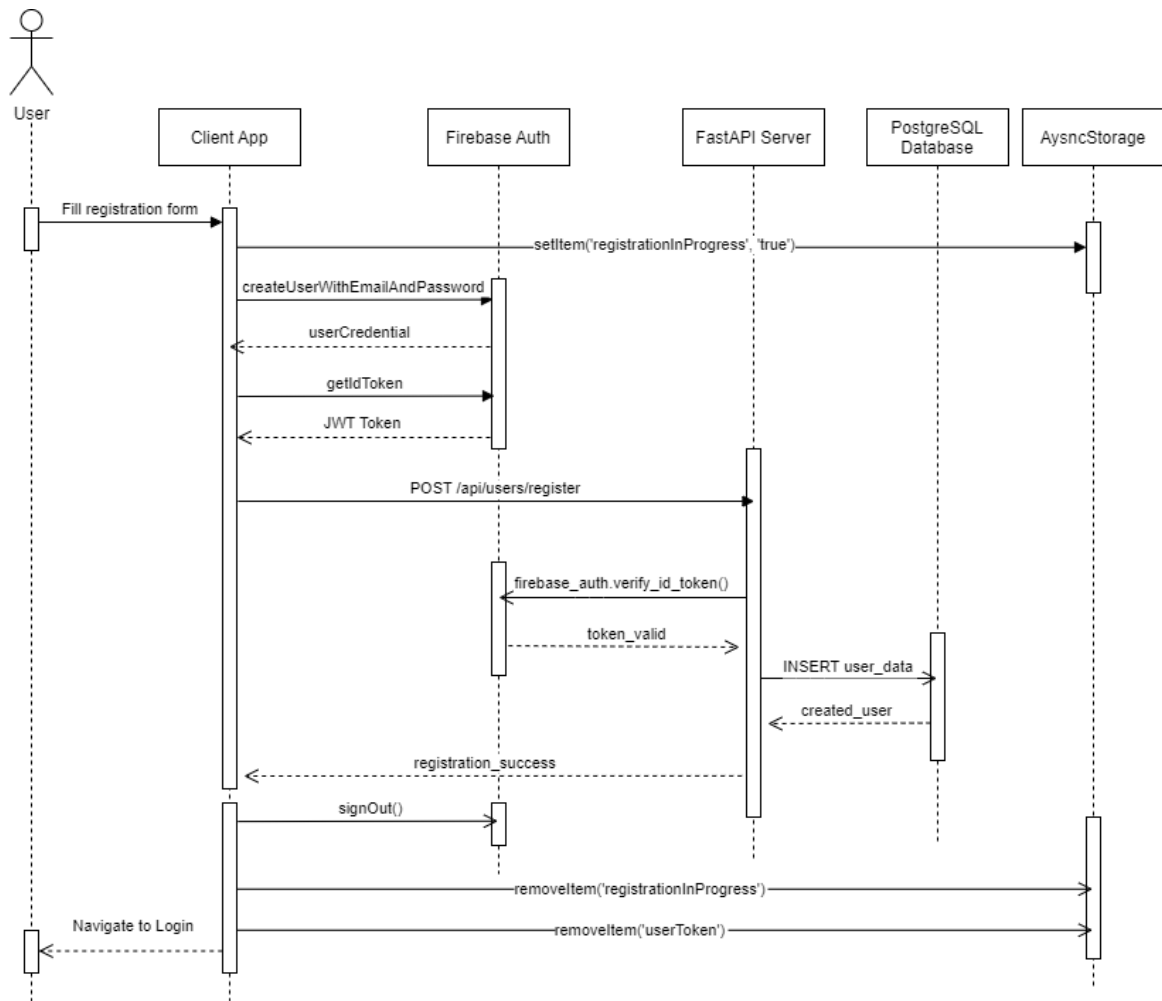 User
Client App
Firebase Auth
FastAPI Server
PostgreSQL
Database
AysncStorage
Fill registration form
setItem('registrationInProgress', 'true')
createUserWithEmailAndPassword
userCredential
getIdToken
JWT Token
POST /api/users/register
firebase_auth.verify_id_token()
token_valid
INSERT user_data
created_user
registration_success
signOut()
removeItem('registrationInProgress')
Navigate to Login
removeItem('userToken')